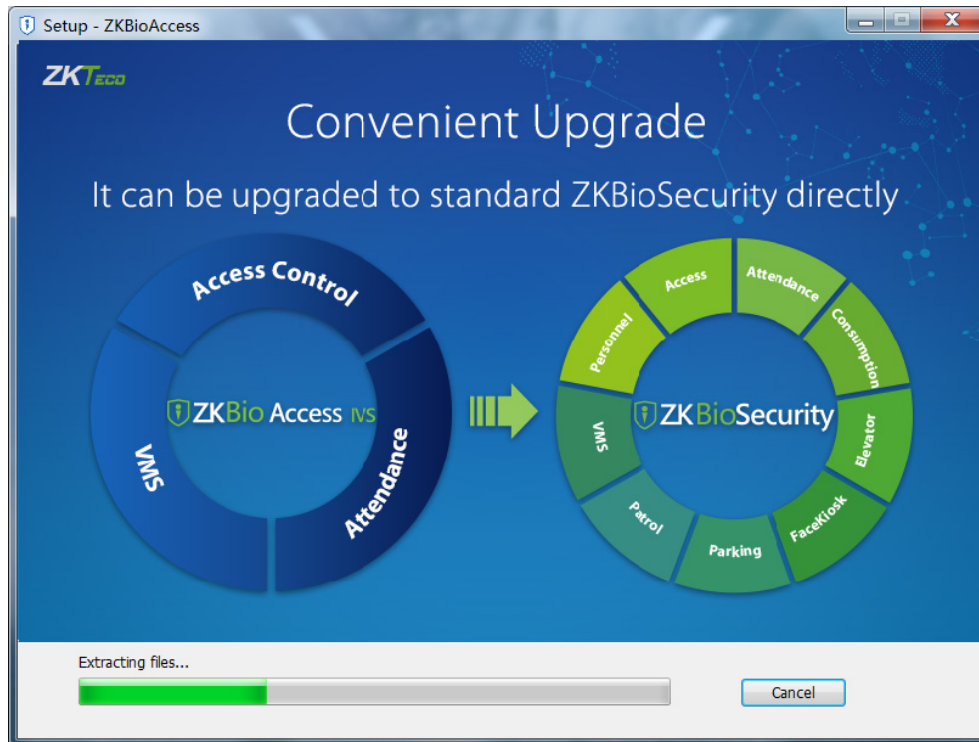 Setup - ZKBioAccess
ZKTECO
Convenient Upgrade
It can be upgraded to standard ZKBioSecurity directly
Access Control
VMS
Attendance
ZKBio Access IVS
Access
Attendance
Personnel
Consumption
VMS
Elevator
Patrol
FaceKiosk
Parking
ZKBioSecurity
Extracting files...
Cancel